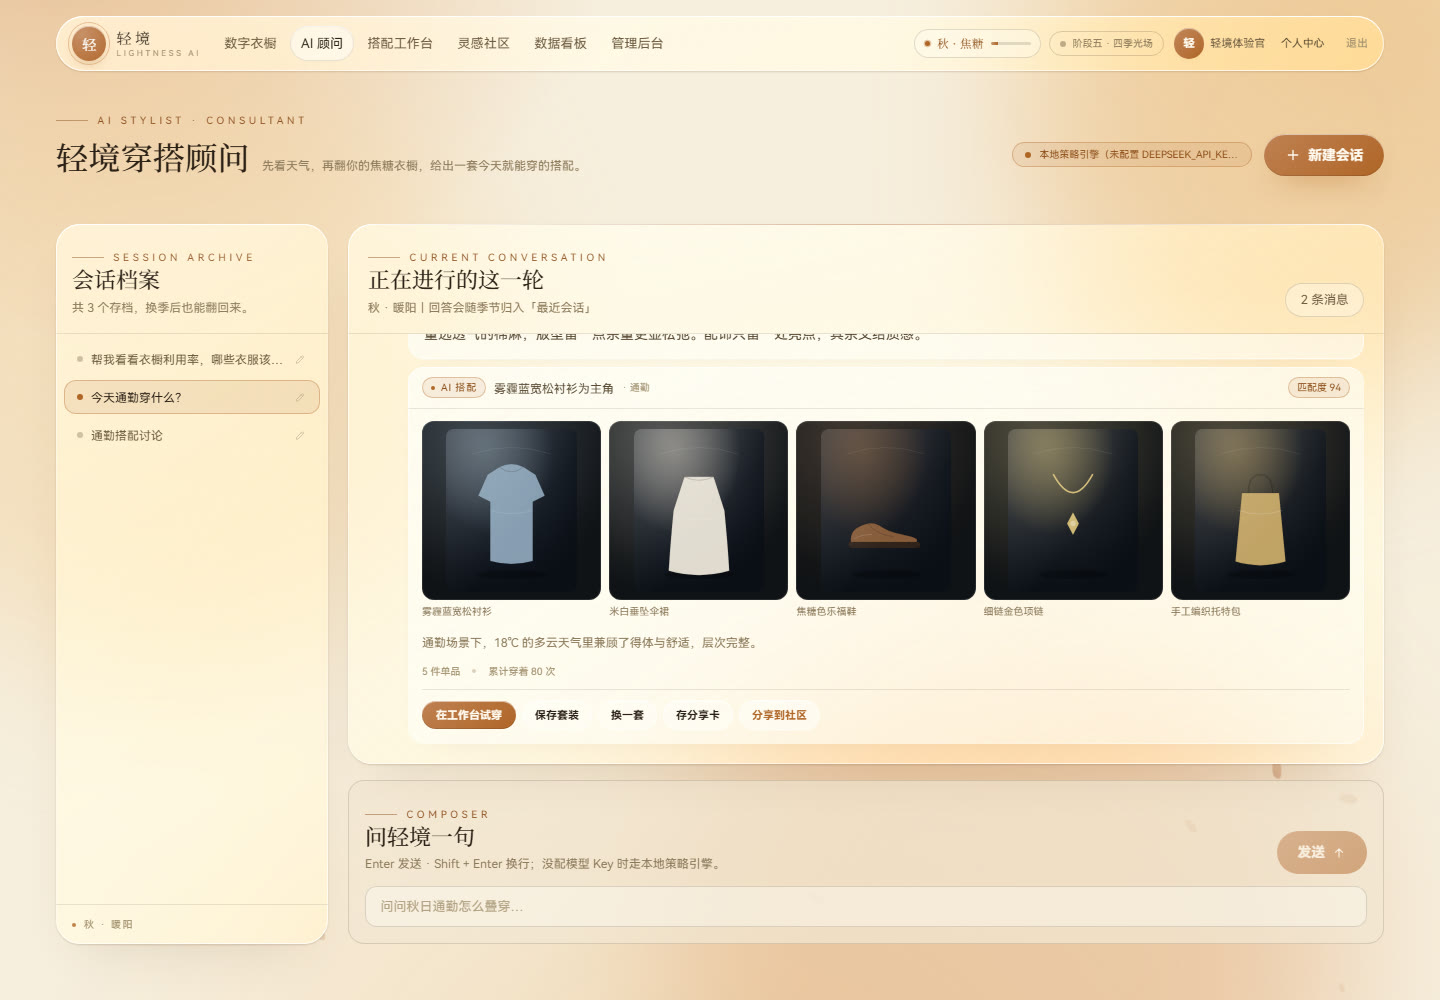 轻
轻境
LIGHTNESS AI
数字衣橱
AI 顾问
搭配工作台
灵感社区
数据看板
管理后台
秋 · 焦糖
阶段五 · 四季光场
轻
轻境体验官
个人中心
退出
AI STYLIST · CONSULTANT
轻境穿搭顾问
先看天气，再翻你的焦糖衣橱，给出一套今天就能穿的搭配。
本地策略引擎（未配置 DEEPSEEK_API_KE...
新建会话
SESSION ARCHIVE
会话档案
共 3 个存档，换季后也能翻回来。
帮我看看衣橱利用率，哪些衣服该...
今天通勤穿什么？
通勤搭配讨论
秋 · 暖阳
CURRENT CONVERSATION
正在进行的这一轮
秋 · 暖阳 | 回答会随季节归入「最近会话」
2 条消息
AI 搭配
雾霾蓝宽松衬衫为主角
· 通勤
匹配度 94
雾霾蓝宽松衬衫
米白垂坠伞裙
焦糖色乐福鞋
细链金色项链
手工编织托特包
通勤场景下，18℃ 的多云天气里兼顾了得体与舒适，层次完整。
5 件单品
累计穿着 80 次
在工作台试穿
保存套装
换一套
存分享卡
分享到社区
COMPOSER
问轻境一句
Enter 发送 · Shift + Enter 换行；没配模型 Key 时走本地策略引擎。
发送
问问秋日通勤怎么叠穿...